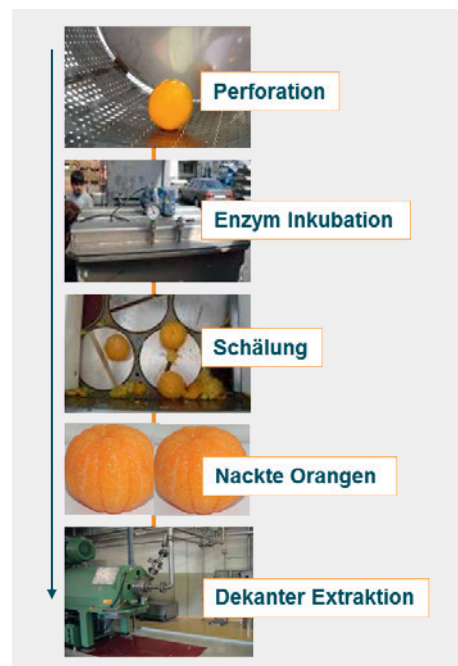 Perforation
Enzym Inkubation
Schälung
Nackte Orangen
Dekanter Extraktion